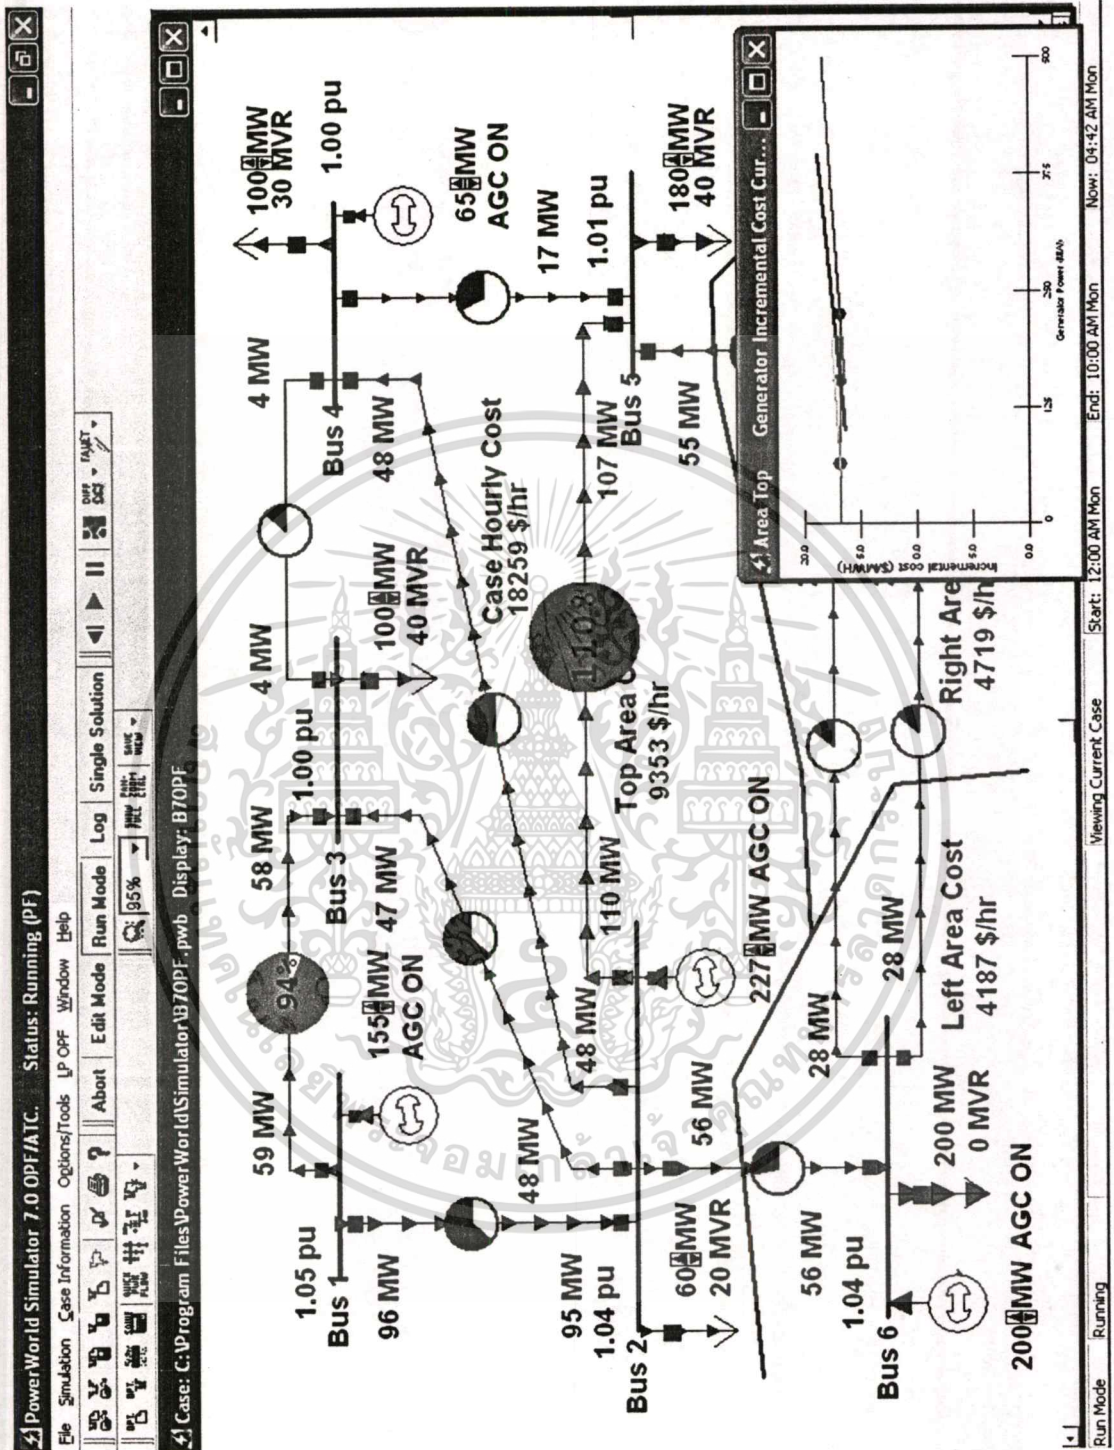 PowerWorld Simulator 7.0 OPF/ATC.    Status: Running (PF)
File Simulation Case Information Options/Tools LP OPF Window Help
Abort Edit Mode Run Mode Log Single Solution
95%
Case: C:\Program Files\PowerWorld\Simulator\B7OPF.pwb  Display: B7OPF
59 MW
94%
58 MW
4 MW
4 MW
100 MW
30 MVR
1.05 pu
Bus 1
155 MW
AGC ON
Bus 3
1.00 pu
100 MW
40 MVR
Bus 4
1.00 pu
96 MW
47 MW
48 MW
65 MW
AGC ON
Case Hourly Cost
18259 $/hr
17 MW
48 MW
48 MW
95 MW
1.04 pu
110 MW
110.8
107 MW
1.01 pu
Bus 2
Bus 5
Top Area
9353 $/hr
60 MW
20 MVR
56 MW
227 MW AGC ON
55 MW
180 MW
40 MVR
56 MW
28 MW
1.04 pu
Bus 6
28 MW
Left Area Cost
4187 $/hr
Right Are
4719 $/h
200 MW
0 MVR
200 MW AGC ON
Area Top    Generator Incremental Cost Cur...
Incremental cost ($/MWH)
20.0
0.0
0
125
375
Generator Power
Run Mode
Running
Viewing Current Case
Start: 12:00 AM Mon
End: 10:00 AM Mon
Now: 04:42 AM Mon